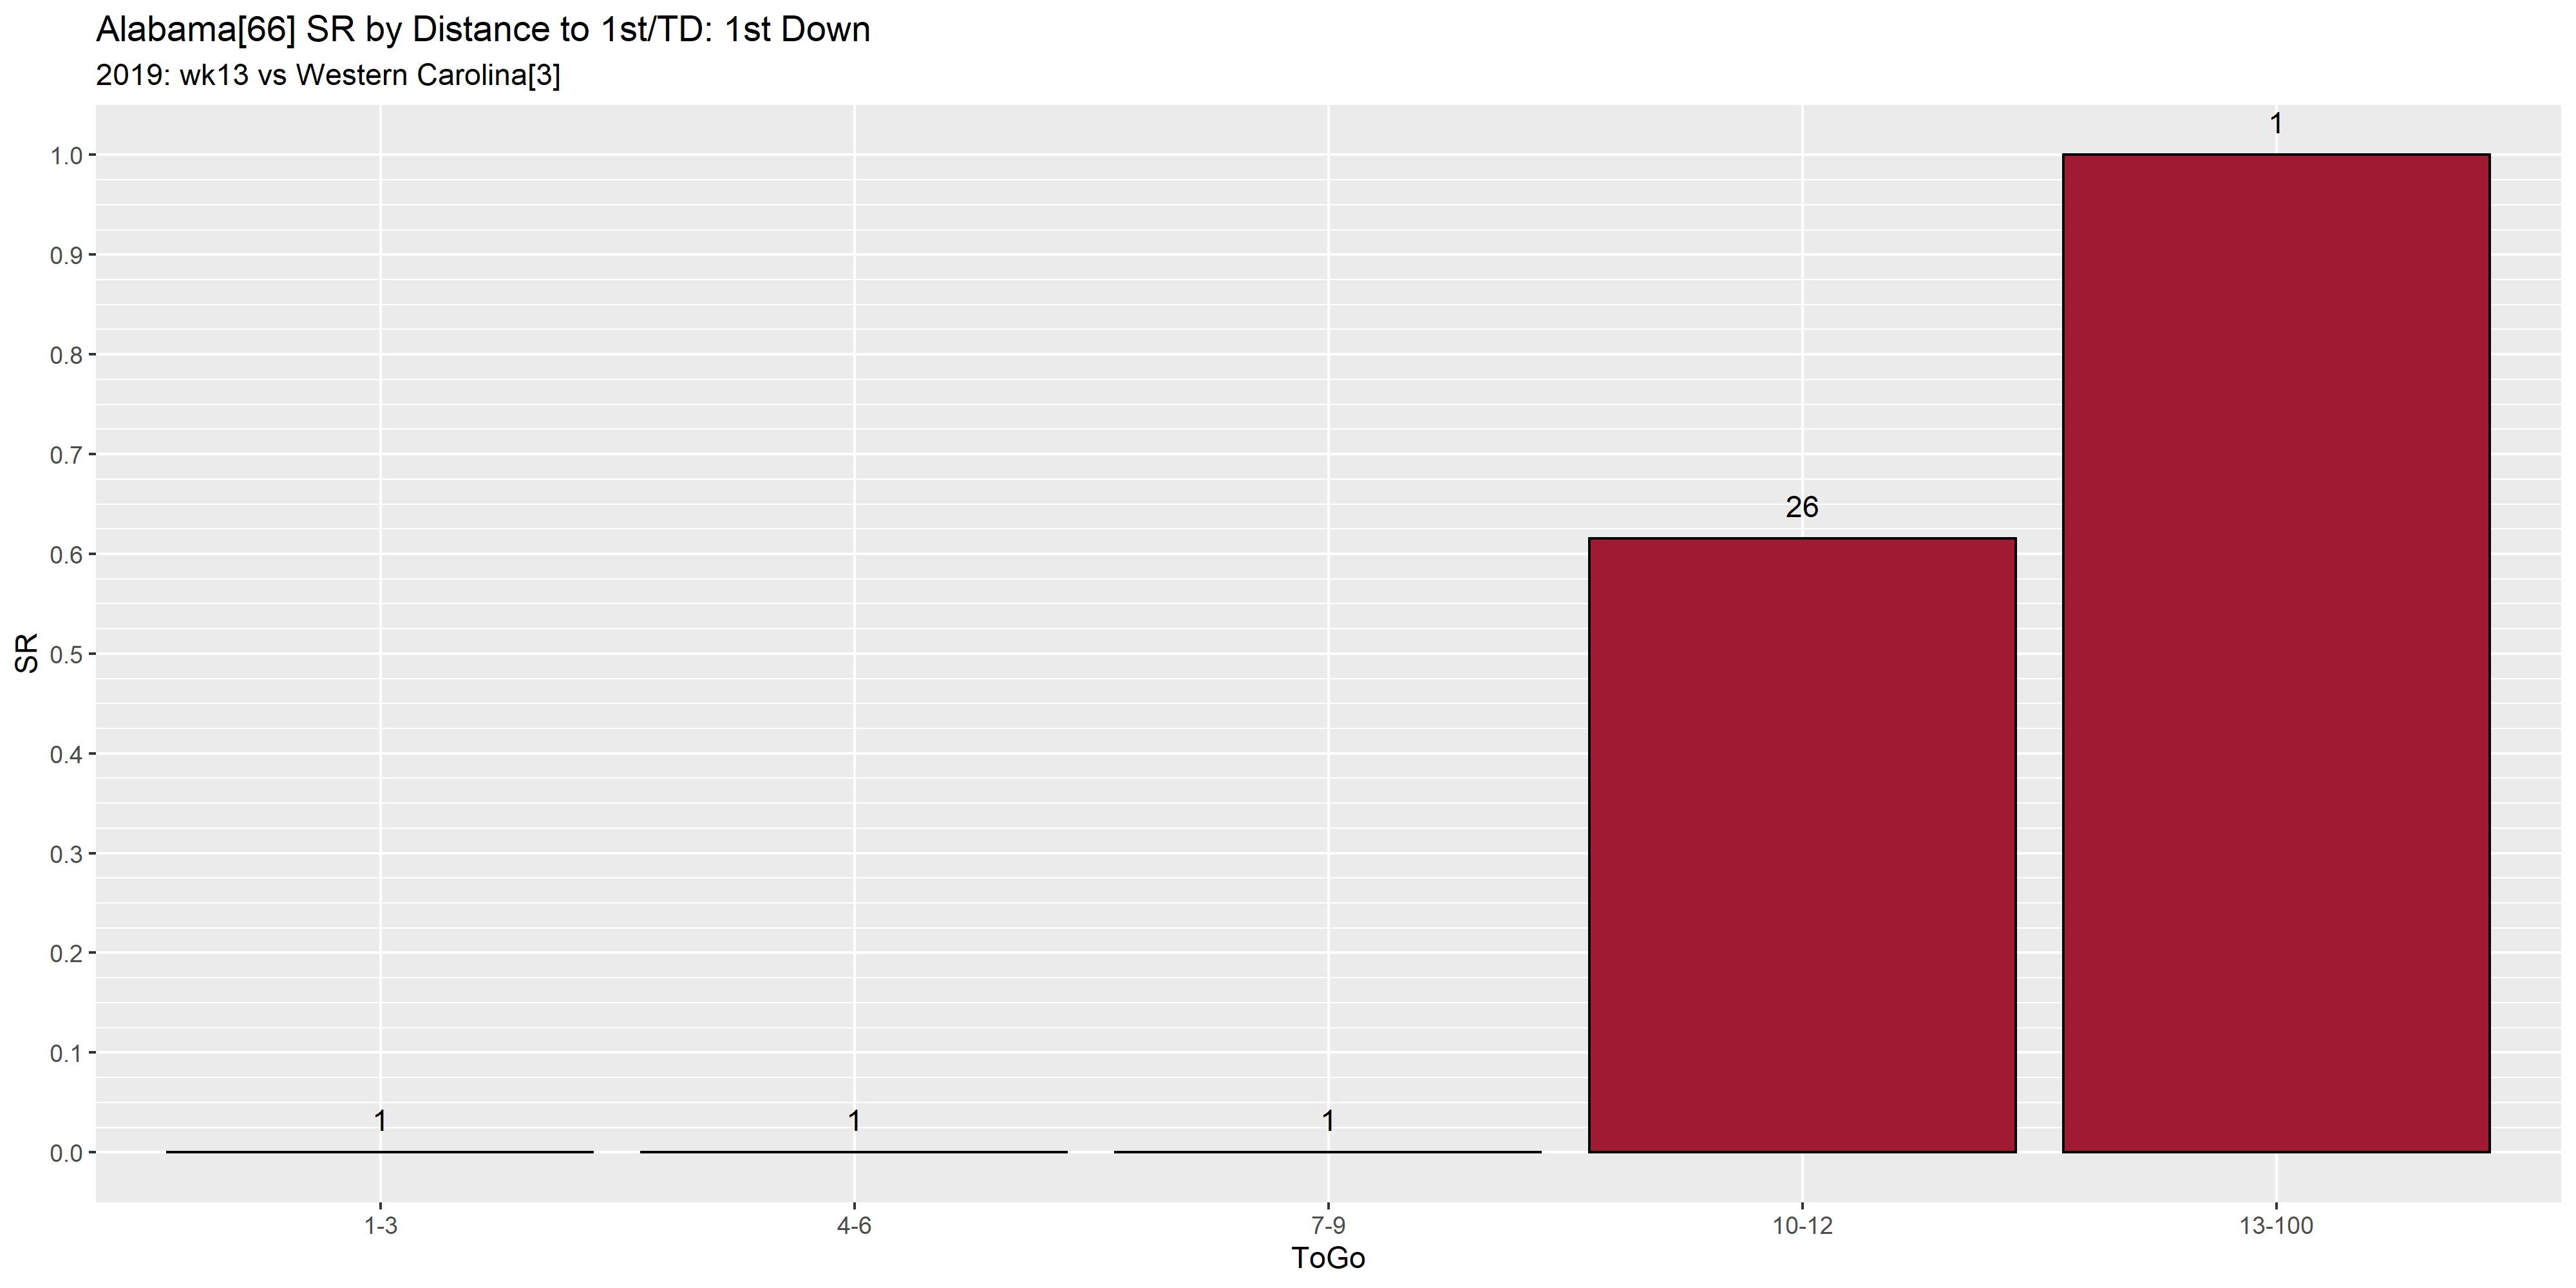 Alabama[66] SR by Distance to 1st/TD: 1st Down
2019: wk13 vs Western Carolina[3]
1
1.0
0.9
0.8
0.7
26
0.6
SR
0.5
0.4
0.3
0.2
0.1
1 1 1
0.0
1-3 4-6 7-9 10-12 13-100
ToGo